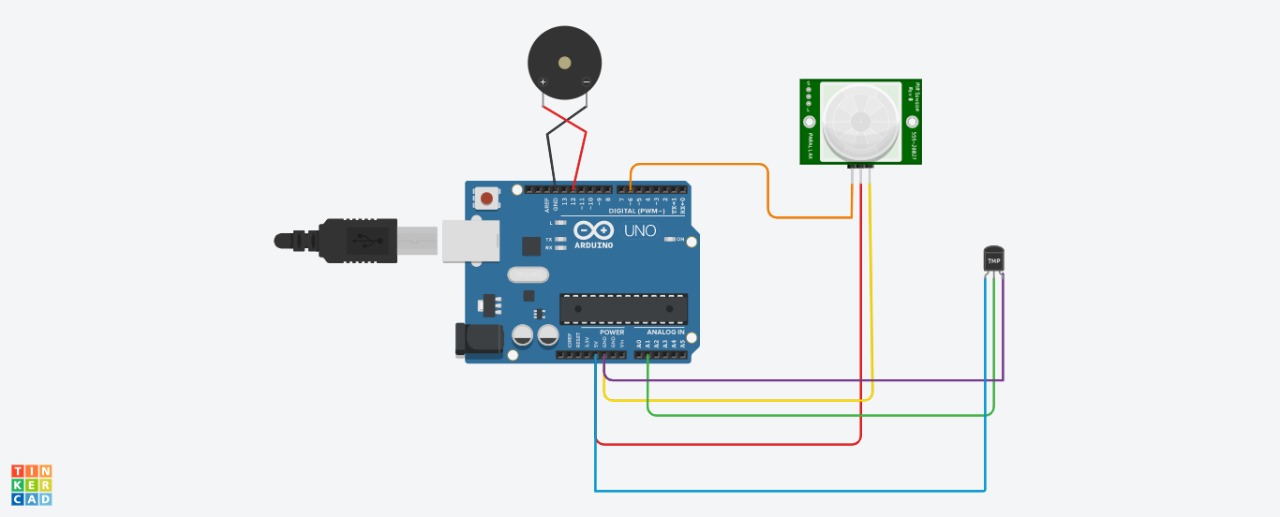 + −
PIR Sensor
Rev B
PARALLAX
555-28027
AREF
GND
13
12
~11
~10
~9
8
7
~6
~5
4
~3
2
TX→1
RX←0
DIGITAL (PWM~)
L
TX
RX
UNO
ARDUINO
ON
TMP
POWER
ANALOG IN
IOREF
RESET
3.3V
5V
GND
GND
A0
A1
A2
A3
A4
A5
TIN
KER
CAD